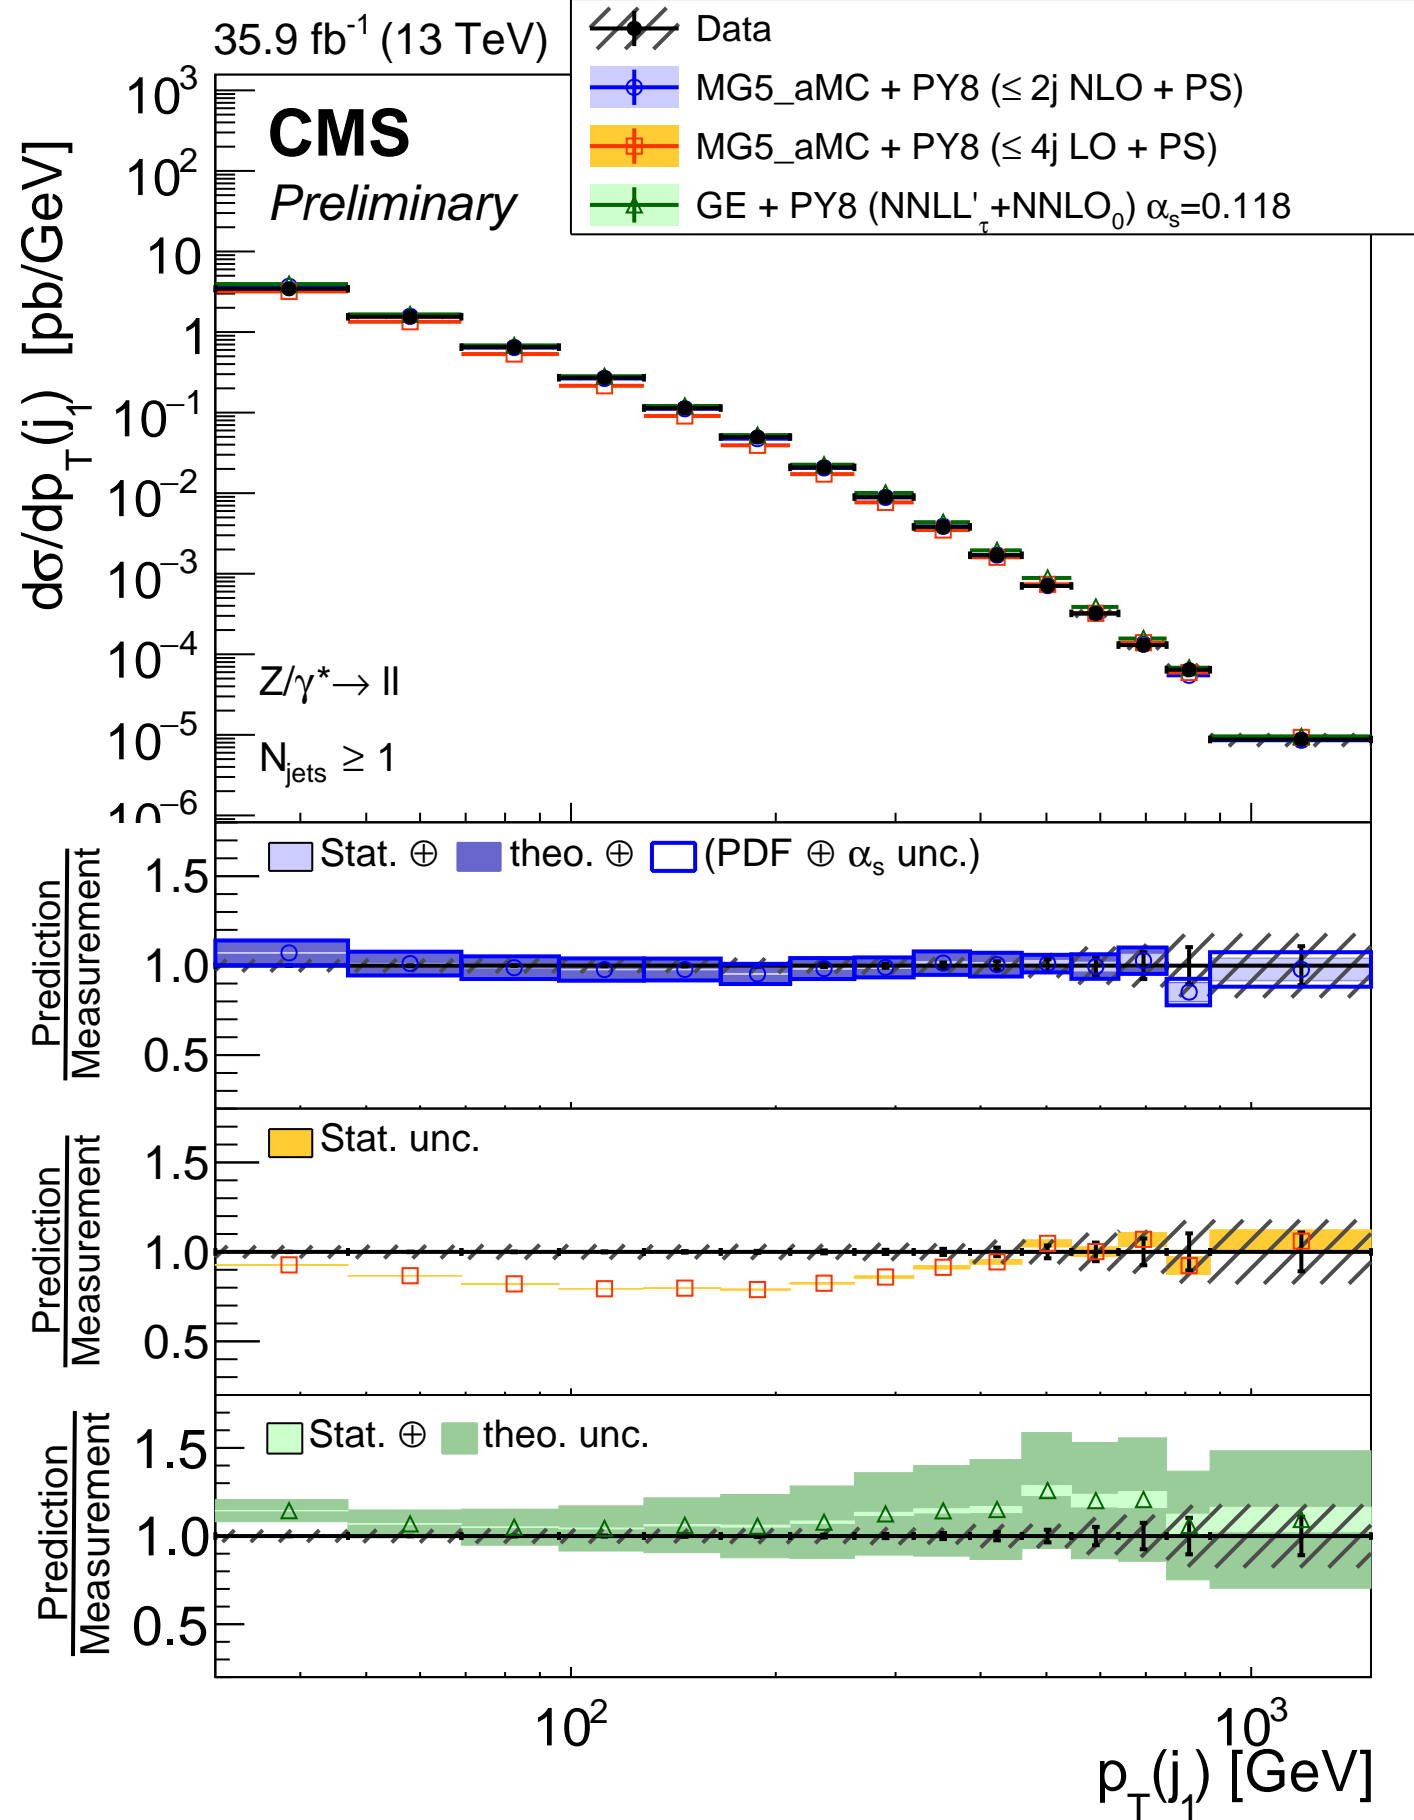 35.9 fb⁻¹ (13 TeV)
Data
MG5_aMC + PY8 (≤ 2j NLO + PS)
MG5_aMC + PY8 (≤ 4j LO + PS)
GE + PY8 (NNLL'τ+NNLO₀) αs=0.118
CMS
Preliminary
dσ/dp_T(j₁) [pb/GeV]
10³
10²
10
1
10⁻¹
10⁻²
10⁻³
10⁻⁴
10⁻⁵
10⁻⁶
Z/γ*→ ll
N_jets ≥ 1
Prediction
Measurement
Stat. ⊕ theo. ⊕ (PDF ⊕ αs unc.)
1.5
1.0
0.5
Prediction
Measurement
Stat. unc.
1.5
1.0
0.5
Prediction
Measurement
Stat. ⊕ theo. unc.
1.5
1.0
0.5
10² 10³
p_T(j₁) [GeV]